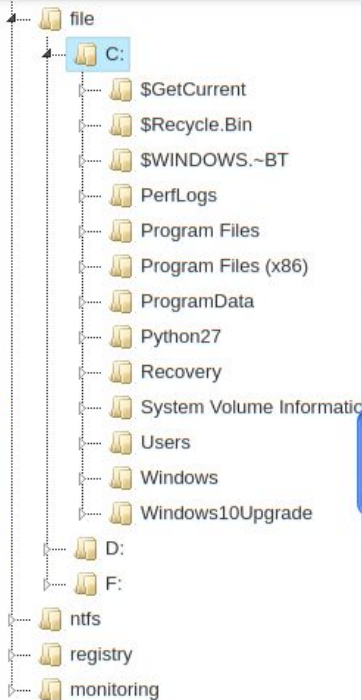 file
C:
$GetCurrent
$Recycle.Bin
$WINDOWS.~BT
PerfLogs
Program Files
Program Files (x86)
ProgramData
Python27
Recovery
System Volume Informatic
Users
Windows
Windows10Upgrade
D:
F:
ntfs
registry
monitoring